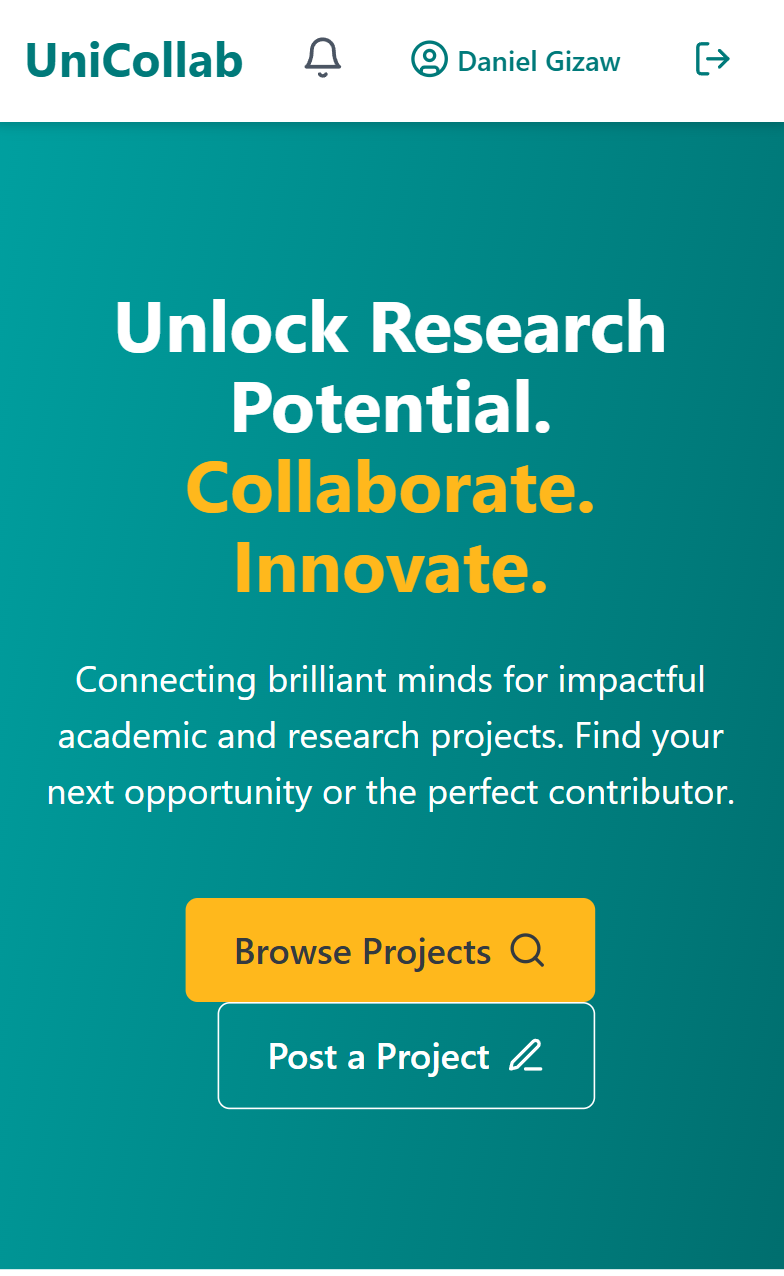 UniCollab
Daniel Gizaw
Unlock Research
Potential.
Collaborate.
Innovate.
Connecting brilliant minds for impactful
academic and research projects. Find your
next opportunity or the perfect contributor.
Browse Projects
Post a Project